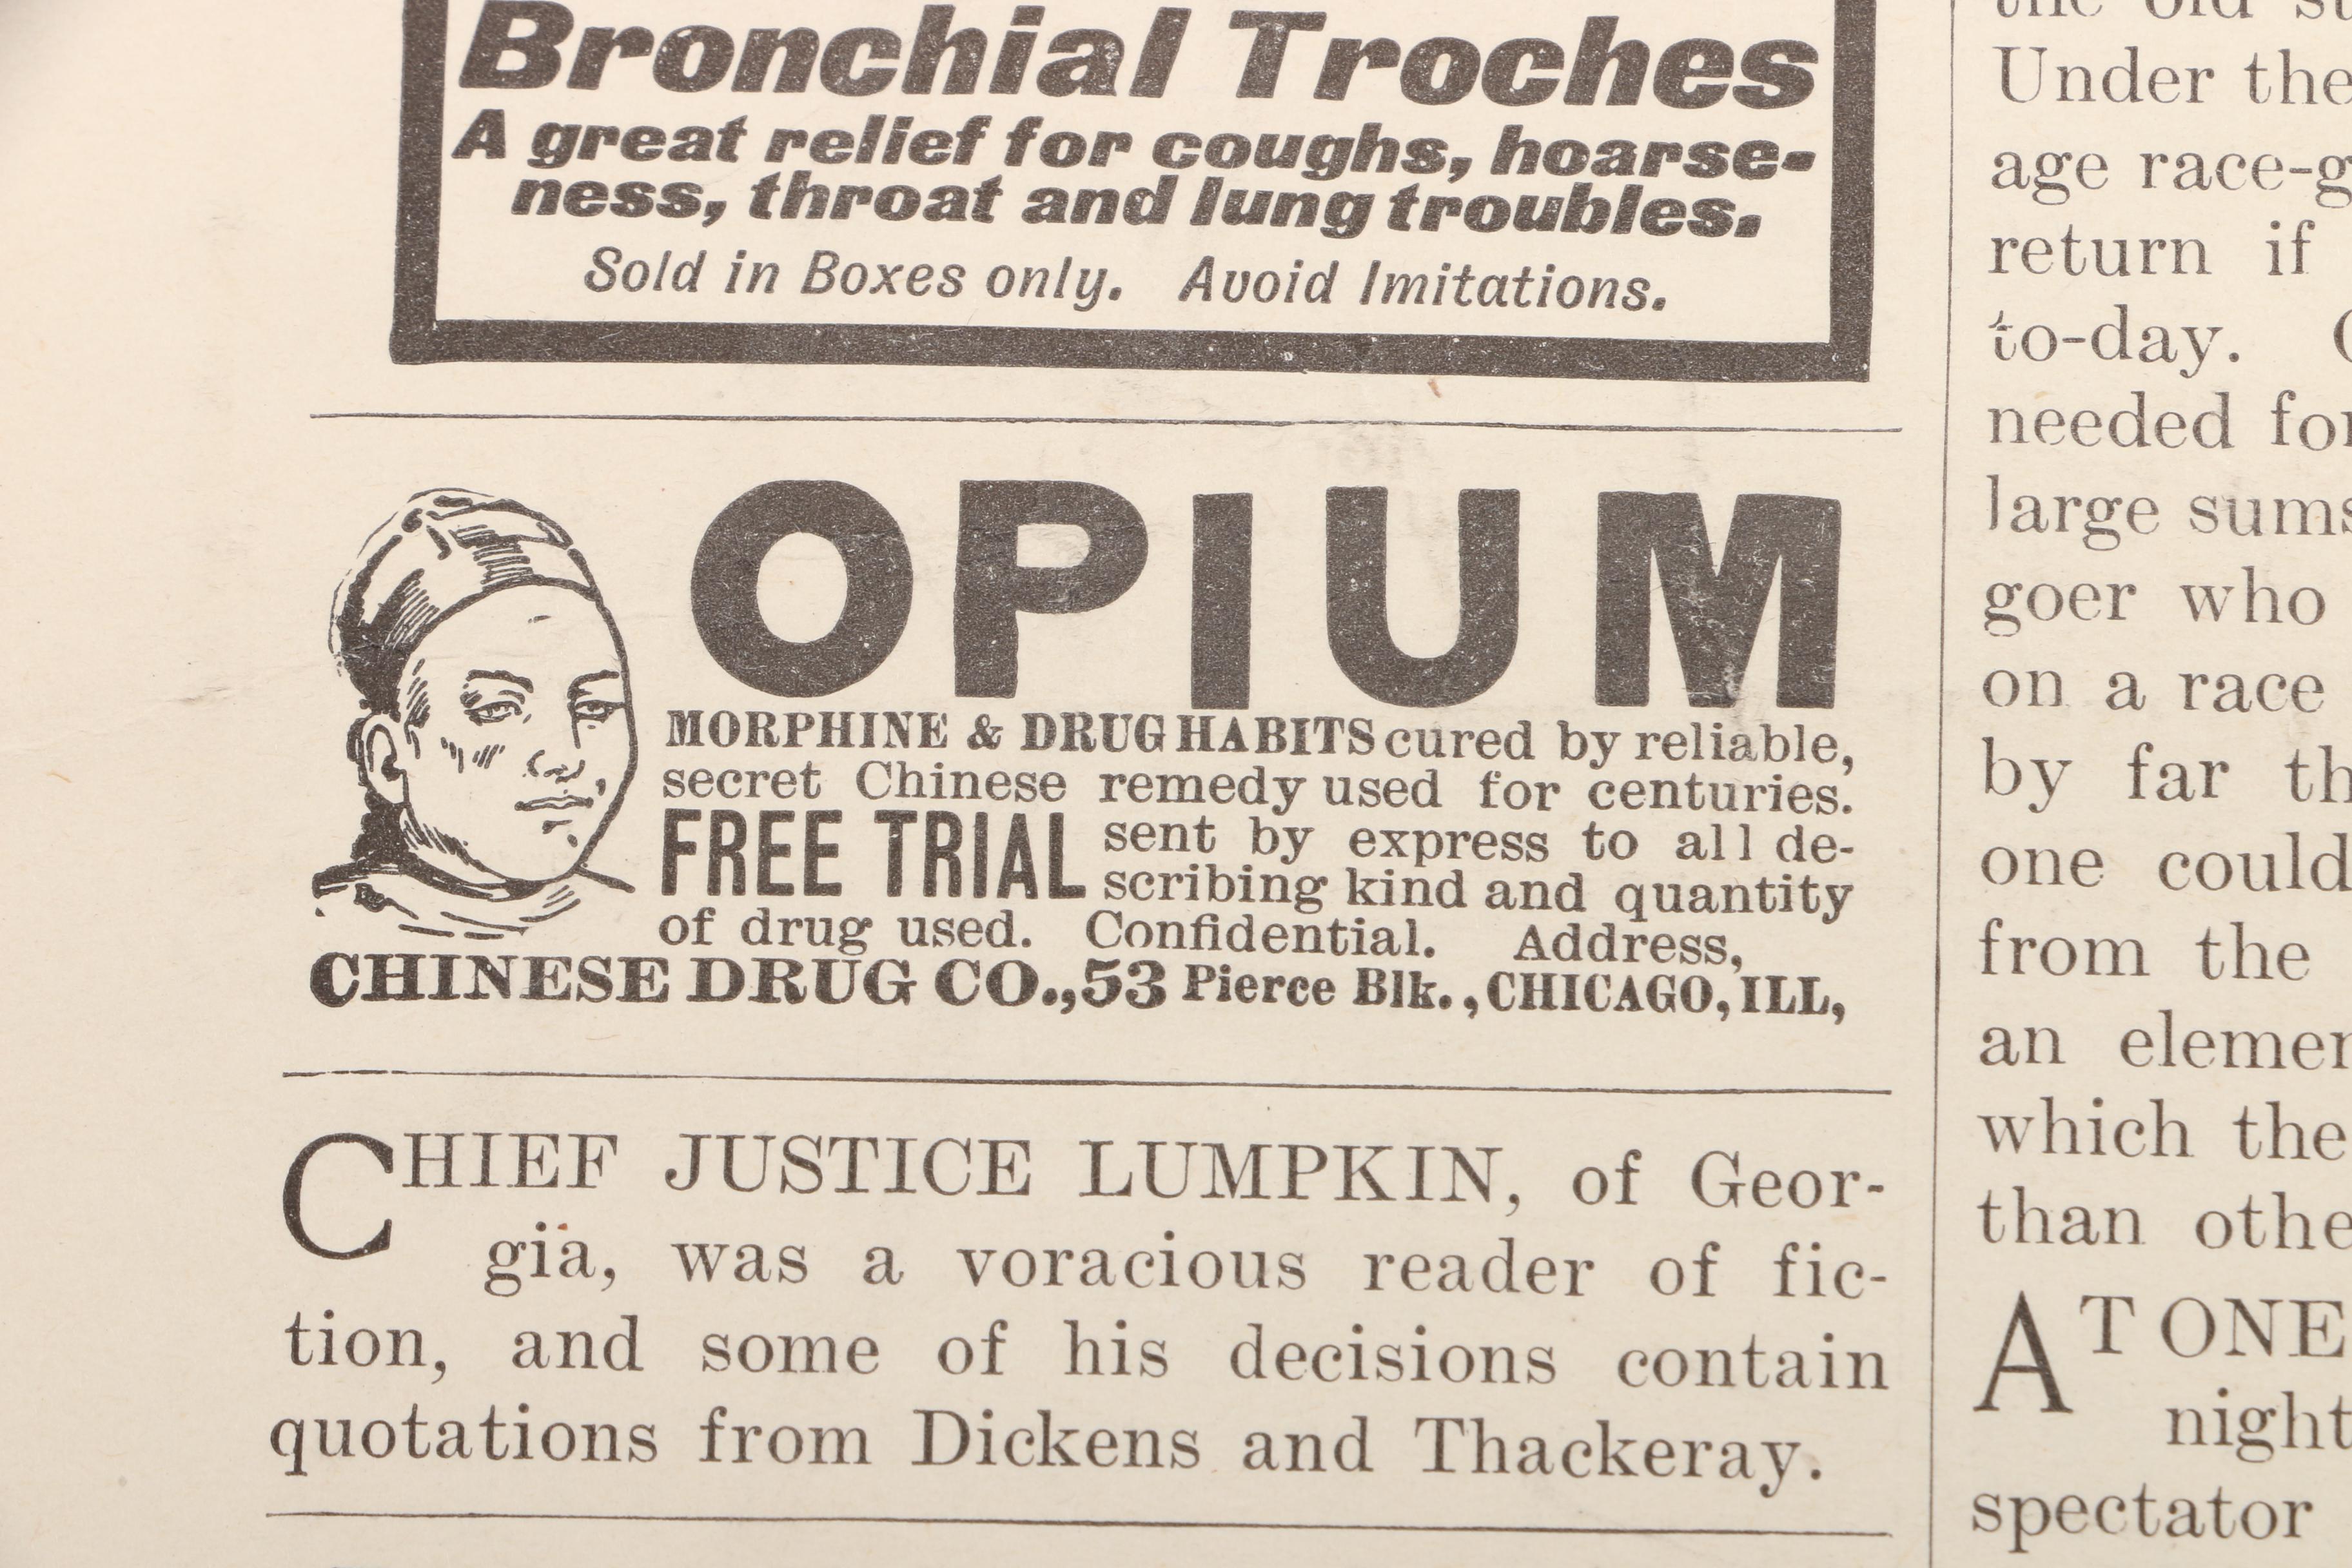 Bronchial Troches
A great relief for coughs, hoarse-
ness, throat and lung troubles.
Sold in Boxes only. Avoid Imitations.
OPIUM
MORPHINE & DRUG HABITS cured by reliable,
secret Chinese remedy used for centuries.
FREE TRIAL sent by express to all de-
scribing kind and quantity
of drug used. Confidential. Address,
CHINESE DRUG CO., 53 Pierce Blk., CHICAGO, ILL,
CHIEF JUSTICE LUMPKIN, of Geor-
gia, was a voracious reader of fic-
tion, and some of his decisions contain
quotations from Dickens and Thackeray.
the old
Under the
age
return if
to-day.
needed
large sums
goer who
on a race
by far
one could
from the
an
which the
than
AT ONE
night
spectator